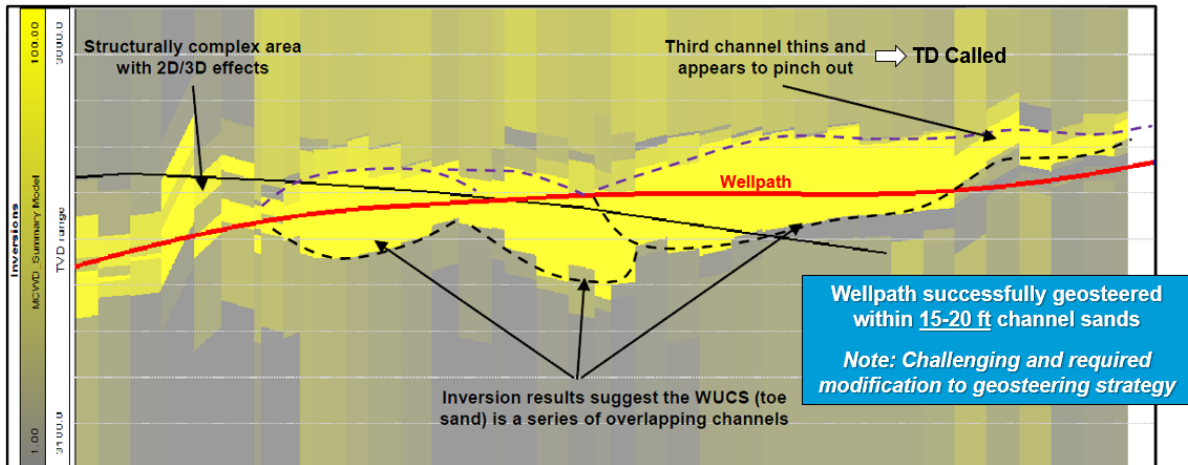 Inversions
MCWD Summary Model
100.00
1.00
TVD range
3100.0
Structurally complex area
with 2D/3D effects
Third channel thins and
appears to pinch out
TD Called
Wellpath
Inversion results suggest the WUCS (toe
sand) is a series of overlapping channels
Wellpath successfully geosteered
within 15-20 ft channel sands
Note: Challenging and required
modification to geosteering strategy